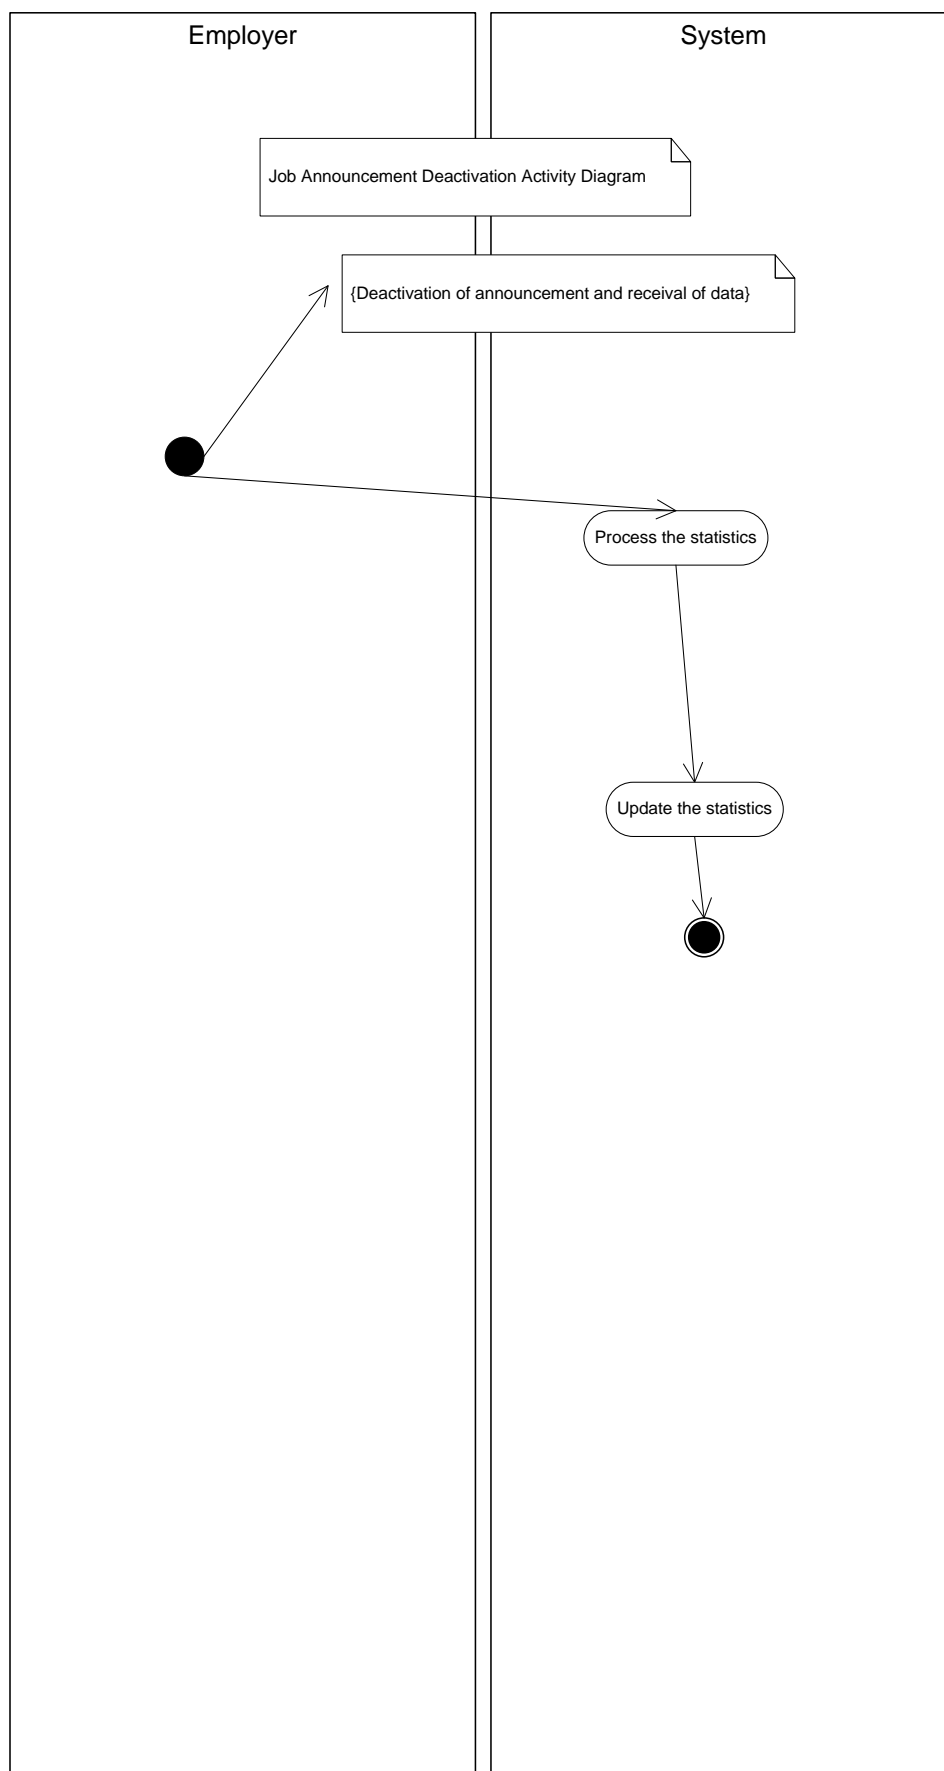 Employer
System
Job Announcement Deactivation Activity Diagram
{Deactivation of announcement and receival of data}
Process the statistics
Update the statistics